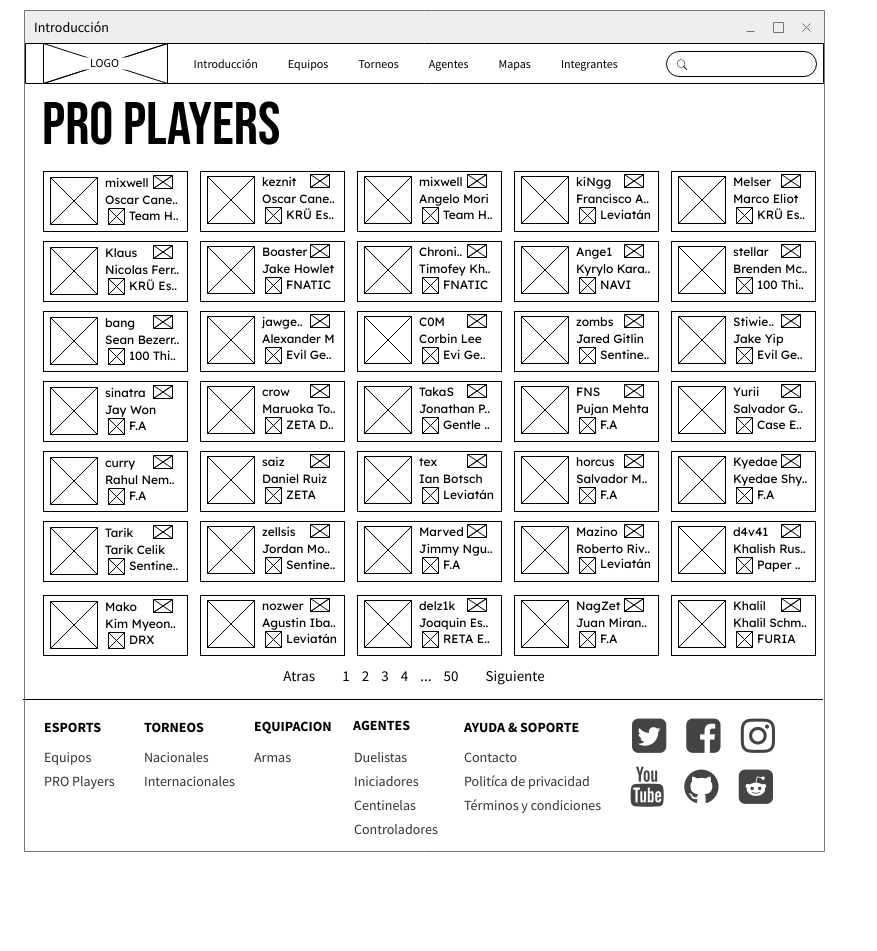 Introducción
LOGO
Introducción Equipos Torneos Agentes Mapas Integrantes
PRO PLAYERS
mixwell
Oscar Cane..
Team H..
keznit
Oscar Cane..
KRÜ Es..
mixwell
Angelo Mori
Team H..
kiNgg
Francisco A..
Leviatán
Melser
Marco Eliot
KRÜ Es..
Klaus
Nicolas Ferr..
KRÜ Es..
Boaster
Jake Howlet
FNATIC
Chroni..
Timofey Kh..
FNATIC
Ange1
Kyrylo Kara..
NAVI
stellar
Brenden Mc..
100 Thi..
bang
Sean Bezerr..
100 Thi..
jawge..
Alexander M
Evil Ge..
C0M
Corbin Lee
Evi Ge..
zombs
Jared Gitlin
Sentine..
Stiwie..
Jake Yip
Evil Ge..
sinatra
Jay Won
F.A
crow
Maruoka To..
ZETA D..
TakaS
Jonathan P..
Gentle ..
FNS
Pujan Mehta
F.A
Yurii
Salvador G..
Case E..
curry
Rahul Nem..
F.A
saiz
Daniel Ruiz
ZETA
tex
Ian Botsch
Leviatán
horcus
Salvador M..
F.A
Kyedae
Kyedae Shy..
F.A
Tarik
Tarik Celik
Sentine..
zellsis
Jordan Mo..
Sentine..
Marved
Jimmy Ngu..
F.A
Mazino
Roberto Riv..
Leviatán
d4v41
Khalish Rus..
Paper ..
Mako
Kim Myeon..
DRX
nozwer
Agustin Iba..
Leviatán
delz1k
Joaquin Es..
RETA E..
NagZet
Juan Miran..
F.A
Khalil
Khalil Schm..
FURIA
Atras 1 2 3 4 ... 50 Siguiente
ESPORTS
Equipos
PRO Players
TORNEOS
Nacionales
Internacionales
EQUIPACION
Armas
AGENTES
Duelistas
Iniciadores
Centinelas
Controladores
AYUDA & SOPORTE
Contacto
Politíca de privacidad
Términos y condiciones
You
Tube